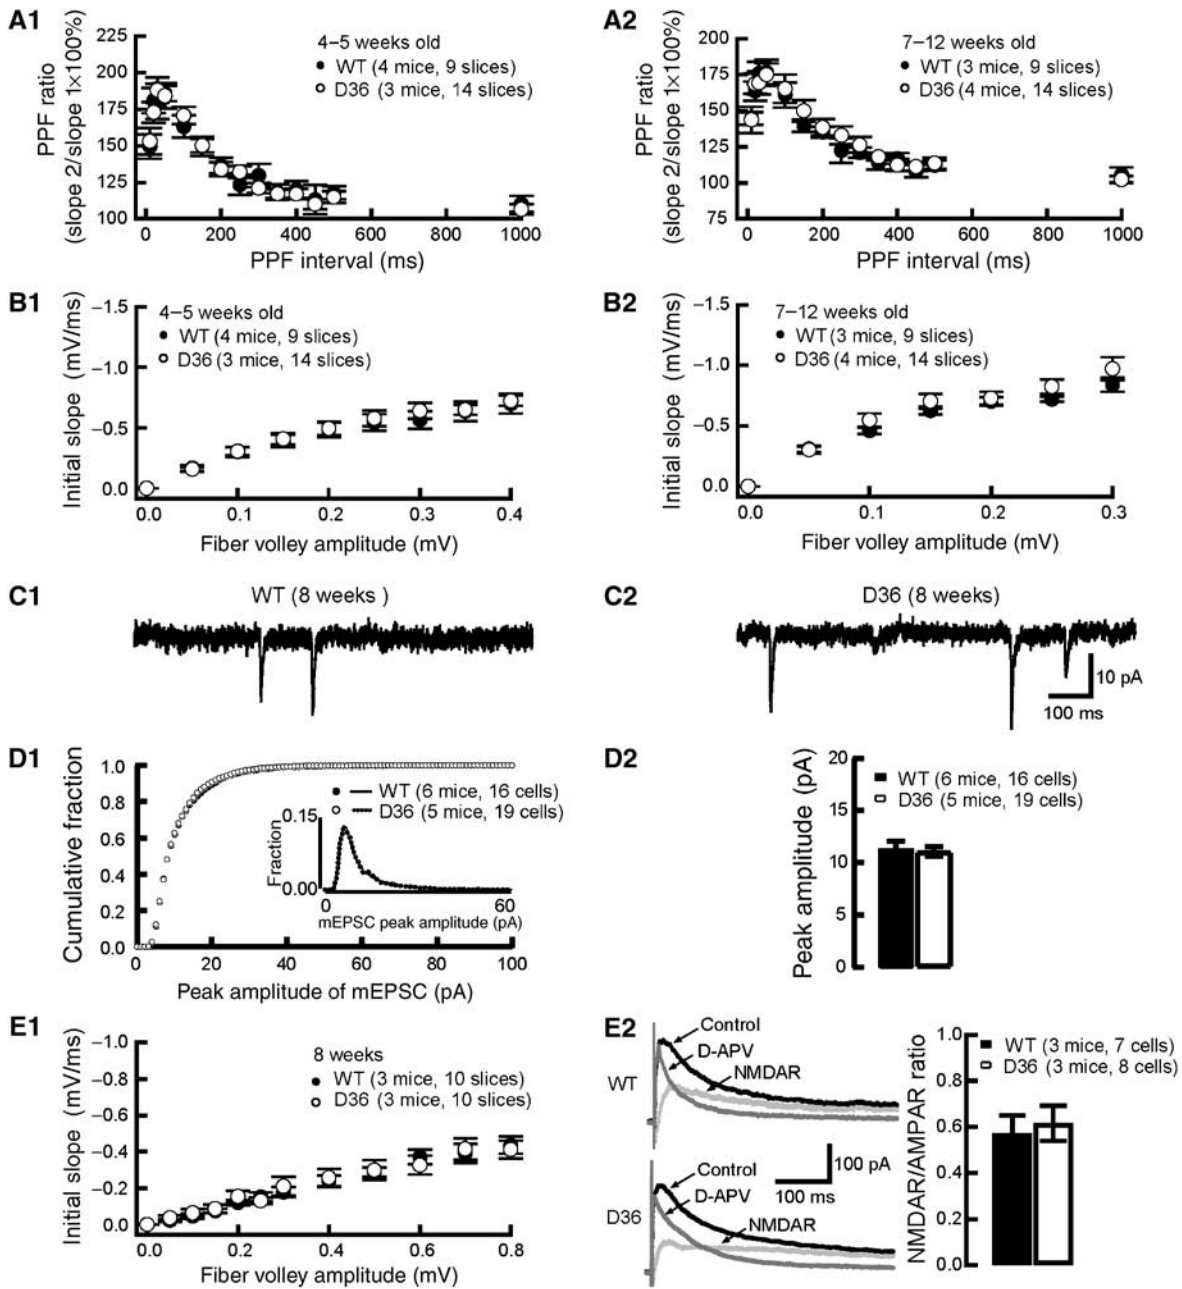 A1
PPF ratio
(slope 2/slope 1×100%)
225
200
175
150
125
100
4–5 weeks old
WT (4 mice, 9 slices)
D36 (3 mice, 14 slices)
0 200 400 600 800 1000
PPF interval (ms)
A2
PPF ratio
(slope 2/slope 1×100%)
200
175
150
125
100
75
7–12 weeks old
WT (3 mice, 9 slices)
D36 (4 mice, 14 slices)
0 200 400 600 800 1000
PPF interval (ms)
B1
Initial slope (mV/ms)
–1.5
–1.0
–0.5
0.0
4–5 weeks old
WT (4 mice, 9 slices)
D36 (3 mice, 14 slices)
0.0 0.1 0.2 0.3 0.4
Fiber volley amplitude (mV)
B2
Initial slope (mV/ms)
–1.5
–1.0
–0.5
0.0
7–12 weeks old
WT (3 mice, 9 slices)
D36 (4 mice, 14 slices)
0.0 0.1 0.2 0.3
Fiber volley amplitude (mV)
C1
WT (8 weeks )
C2
D36 (8 weeks)
10 pA
100 ms
D1
Cumulative fraction
1.0
0.8
0.6
0.4
0.2
0.0
WT (6 mice, 16 cells)
D36 (5 mice, 19 cells)
Fraction
0.15
0.00
0 60
mEPSC peak amplitude (pA)
0 20 40 60 80 100
Peak amplitude of mEPSC (pA)
D2
Peak amplitude (pA)
20
15
10
5
0
WT (6 mice, 16 cells)
D36 (5 mice, 19 cells)
E1
Initial slope (mV/ms)
–1.0
–0.8
–0.6
–0.4
–0.2
0.0
8 weeks
WT (3 mice, 10 slices)
D36 (3 mice, 10 slices)
0.0 0.2 0.4 0.6 0.8
Fiber volley amplitude (mV)
E2
WT
Control
D-APV
NMDAR
100 pA
100 ms
D36
Control
D-APV
NMDAR
NMDAR/AMPAR ratio
1.0
0.8
0.6
0.4
0.2
0.0
WT (3 mice, 7 cells)
D36 (3 mice, 8 cells)